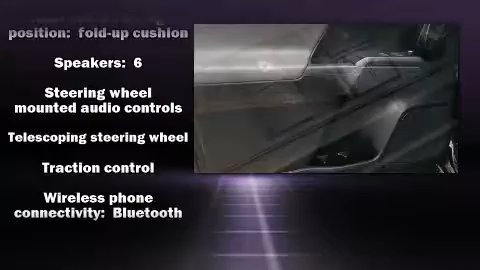 position: fold-up cushion
Speakers: 6
Steering wheel
mounted audio controls
Telescoping steering wheel
Traction control
Wireless phone
connectivity: Bluetooth